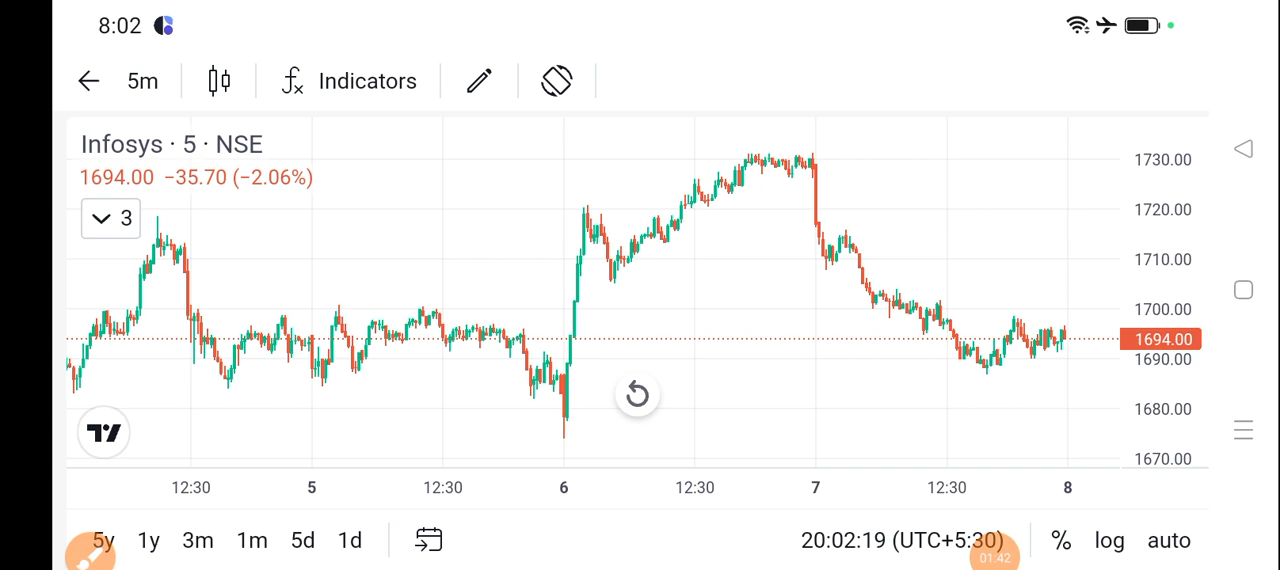 8:02
5m Indicators
Infosys · 5 · NSE
1694.00 −35.70 (−2.06%)
3
1730.00
1720.00
1710.00
1700.00
1694.00
1690.00
1680.00
1670.00
12:30 5 12:30 6 12:30 7 12:30 8
5y 1y 3m 1m 5d 1d 20:02:19 (UTC+5:30) % log auto
01:42